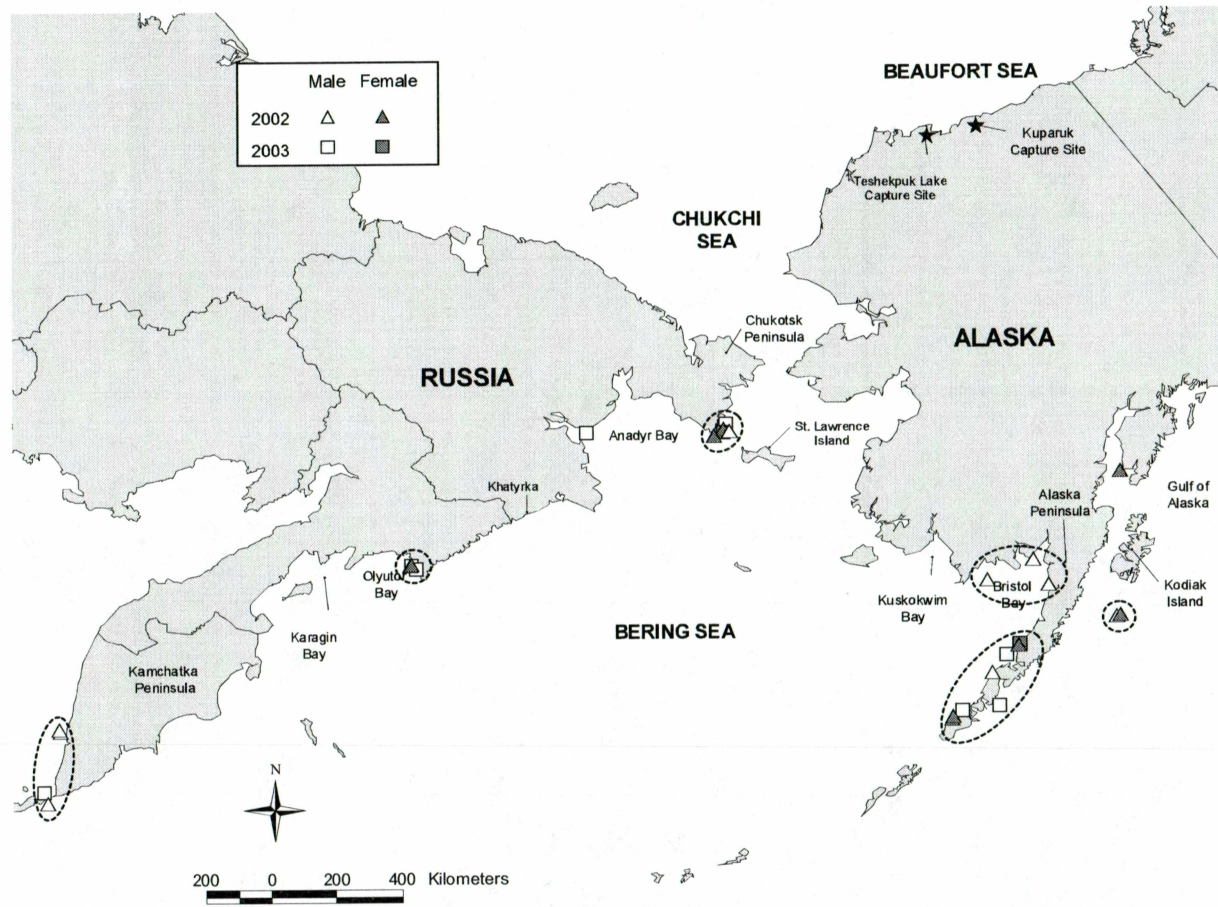 BEAUFORT SEA
Male Female
2002
2003
Kuparuk
Capture Site
Teshekpuk Lake
Capture Site
CHUKCHI
SEA
Chukotsk
Peninsula
ALASKA
RUSSIA
Anadyr Bay
St. Lawrence
Island
Khatyrka
Gulf of
Alaska
Alaska
Peninsula
Olyutor
Bay
Bristol
Bay
Kodiak
Island
Kuskokwim
Bay
Karagin
Bay
BERING SEA
Kamchatka
Peninsula
N
200 0 200 400 Kilometers